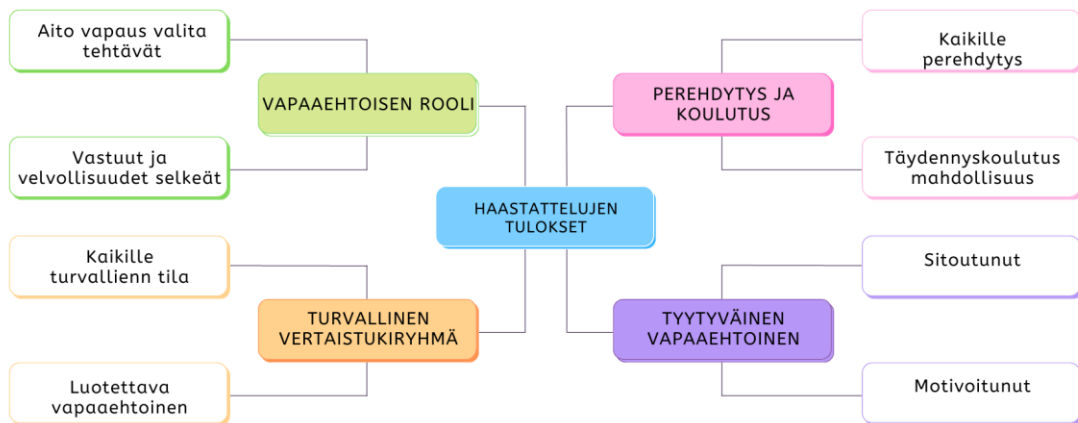 Aito vapaus valita
tehtävät
VAPAAEHTOISEN ROOLI
Vastuut ja
velvollisuudet selkeät
Kaikille
perehdytys
PEREHDYTYS JA
KOULUTUS
Täydennyskoulutus
mahdollisuus
HAASTATTELUJEN
TULOKSET
Kaikille
turvallienn tila
TURVALLINEN
VERTAISTUKIRYHMÄ
Luotettava
vapaaehtoinen
Sitoutunut
TYYTYVÄINEN
VAPAAEHTOINEN
Motivoitunut